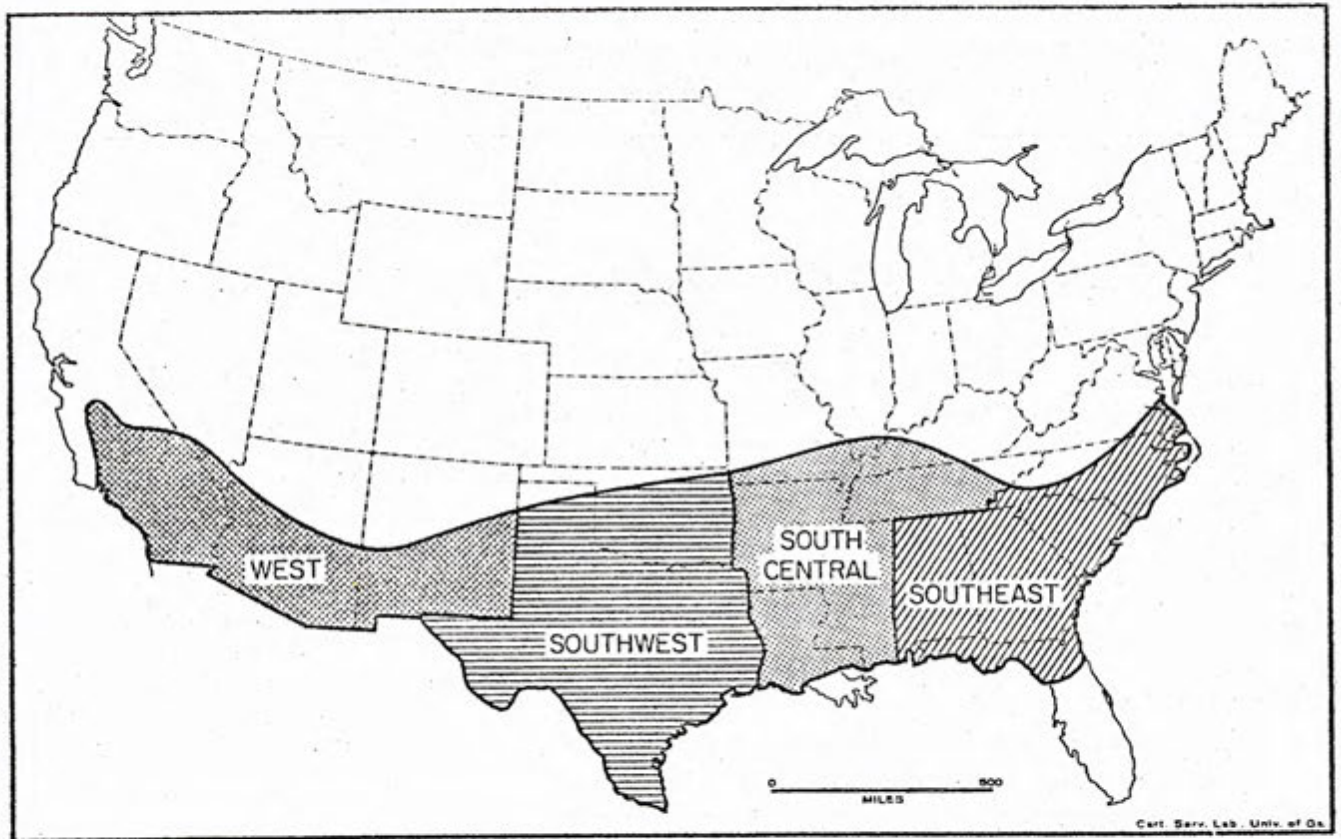 WEST
SOUTH
CENTRAL
SOUTHEAST
SOUTHWEST
0 500
MILES
Cart. Serv. Lab. Univ. of Ga.